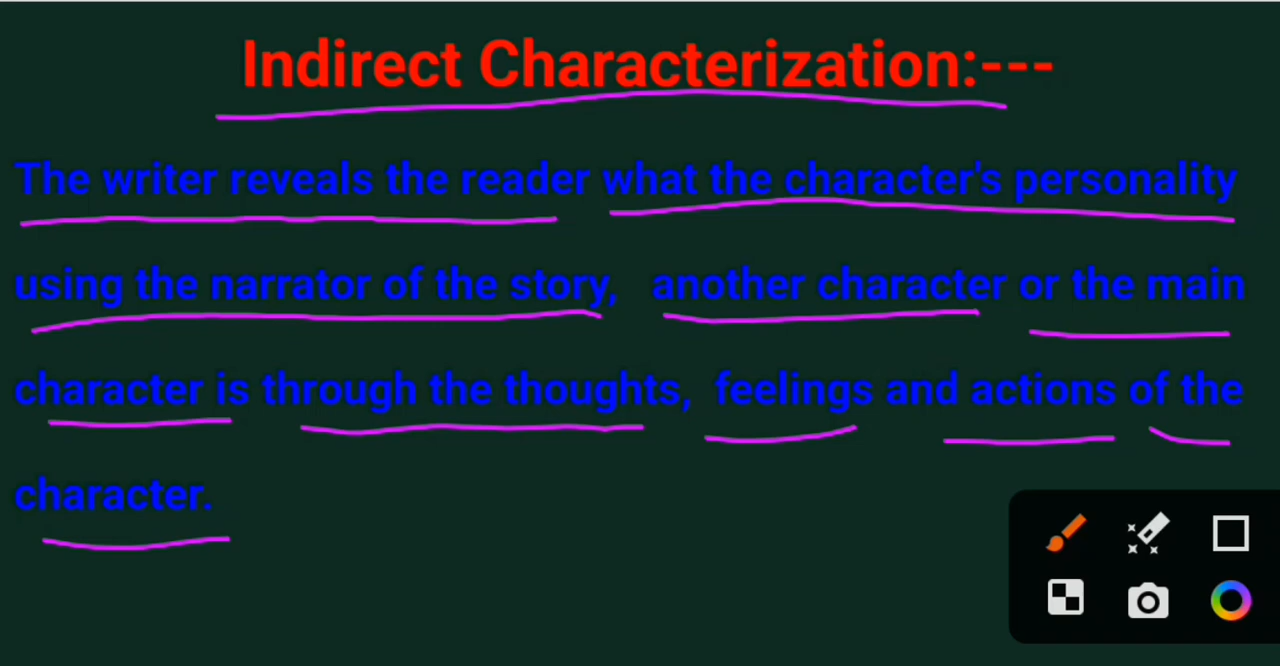 Indirect Characterization:---
The writer reveals the reader what the character's personality
using the narrator of the story, another character or the main
character is through the thoughts, feelings and actions of the
character.